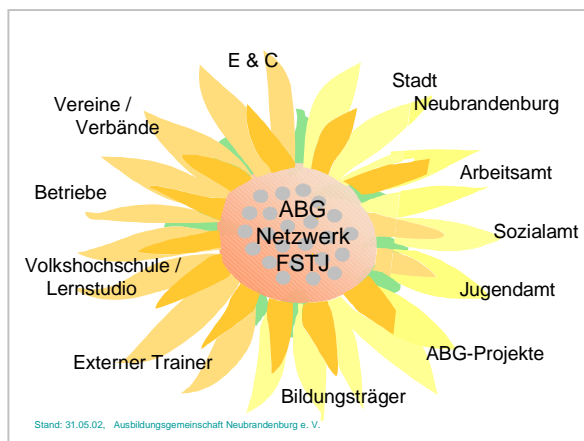 E & C
Stadt
Neubrandenburg
Vereine /
Verbände
Arbeitsamt
Betriebe
ABG
Netzwerk
FSTJ
Sozialamt
Volkshochschule /
Lernstudio
Jugendamt
ABG-Projekte
Externer Trainer
Bildungsträger
Stand: 31.05.02, Ausbildungsgemeinschaft Neubrandenburg e. V.